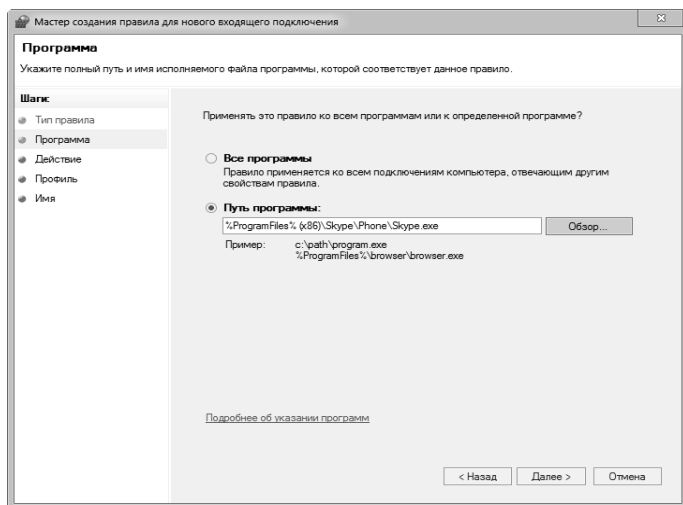 Мастер создания правила для нового входящего подключения
Программа
Укажите полный путь и имя исполняемого файла программы, которой соответствует данное правило.
Шаги:
Тип правила
Программа
Действие
Профиль
Имя
Применять это правило ко всем программам или к определенной программе?
Все программы
Правило применяется ко всем подключениям компьютера, отвечающим другим
свойствам правила.
Путь программы:
%ProgramFiles% (x86)\Skype\Phone\Skype.exe
Обзор...
Пример: c:\path\program.exe
%ProgramFiles%\browser\browser.exe
Подробнее об указании программ
< Назад Далее > Отмена